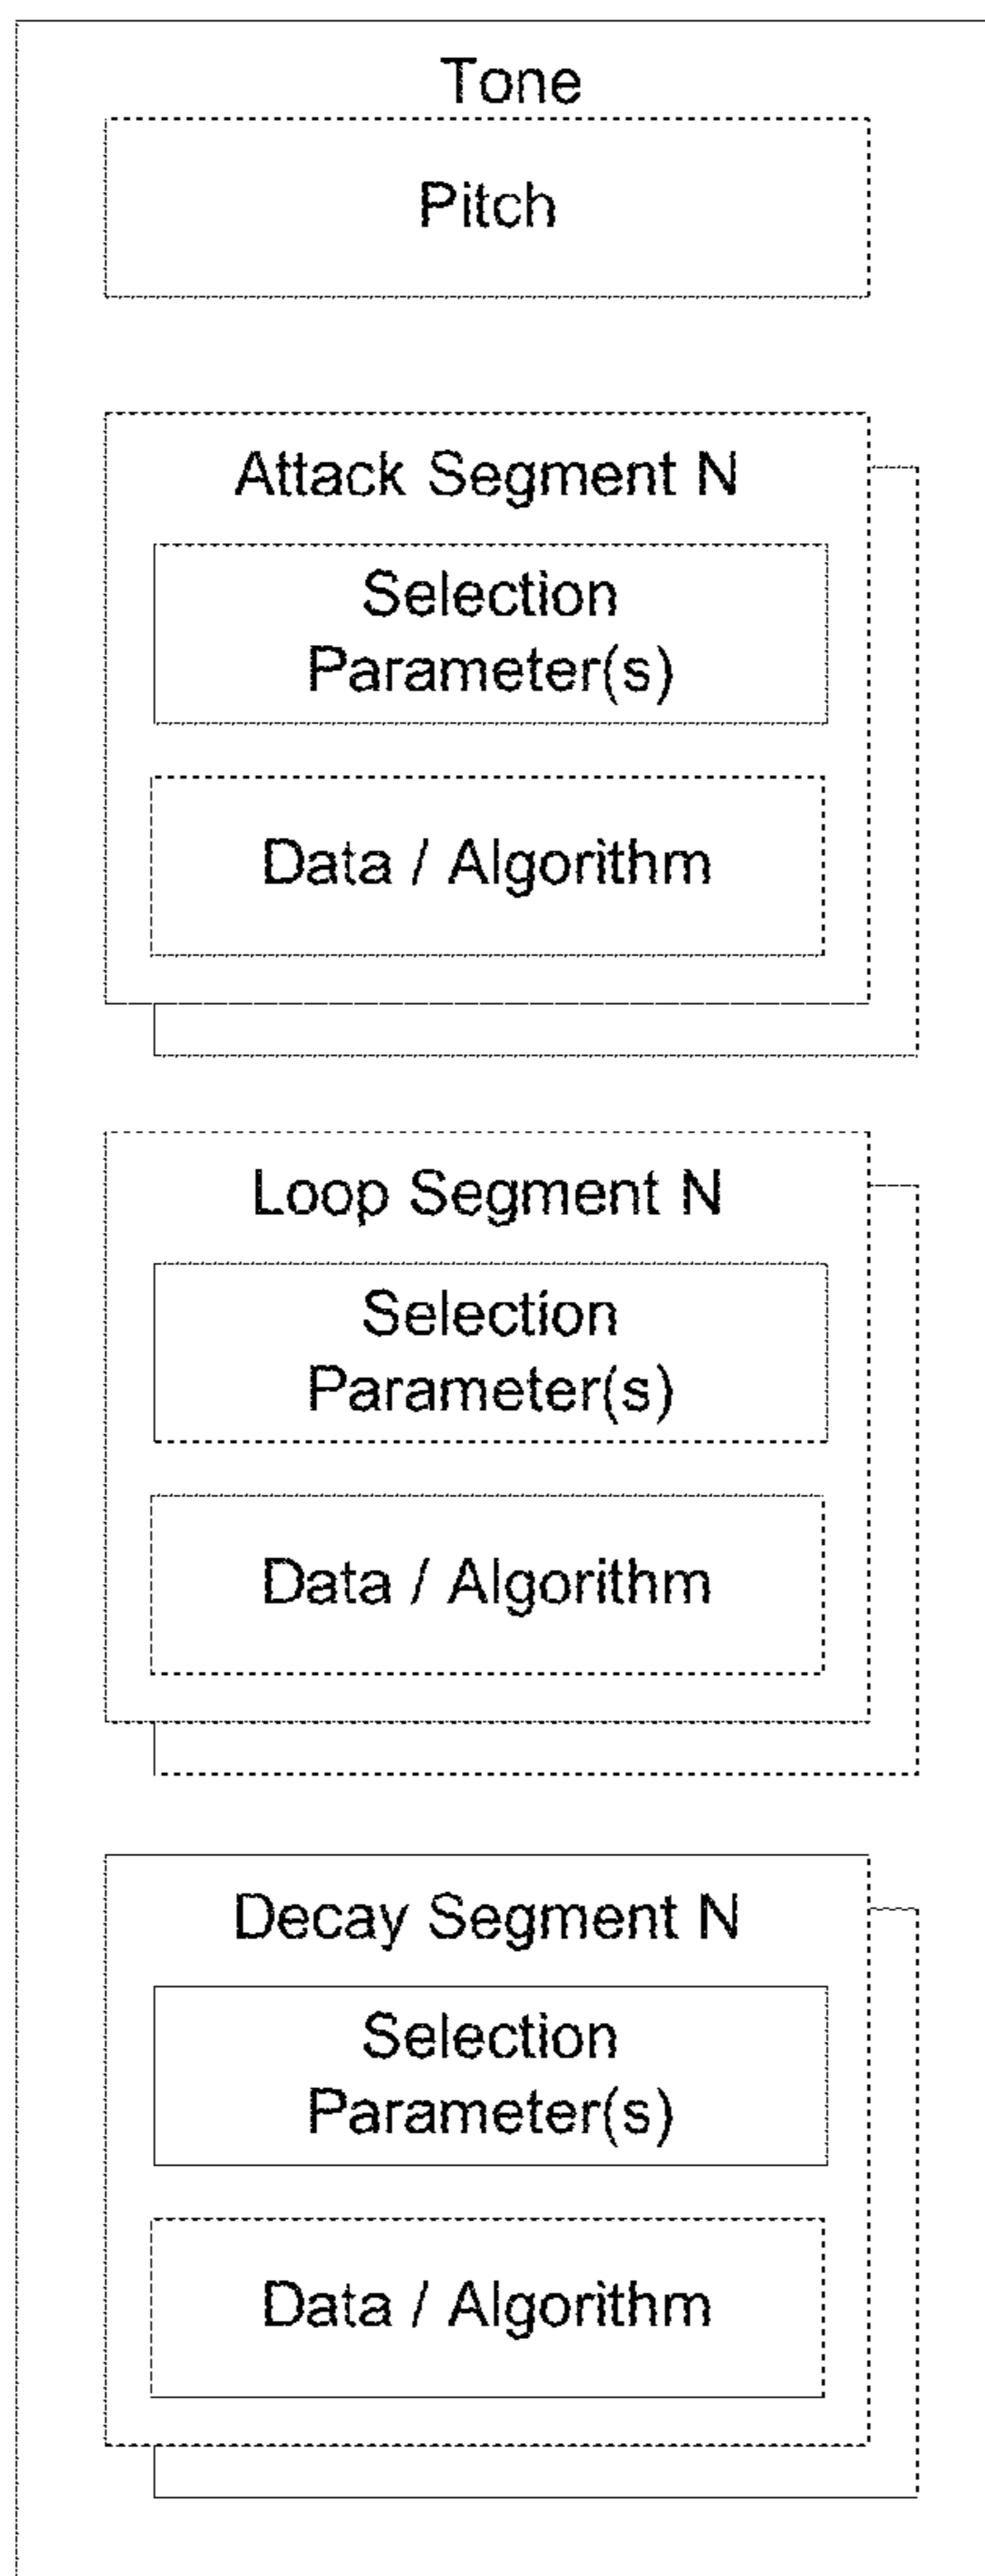 Tone
Pitch
Attack Segment N
Selection
Parameter(s)
Data / Algorithm
Loop Segment N
Selection
Parameter(s)
Data / Algorithm
Decay Segment N
Selection
Parameter(s)
Data / Algorithm